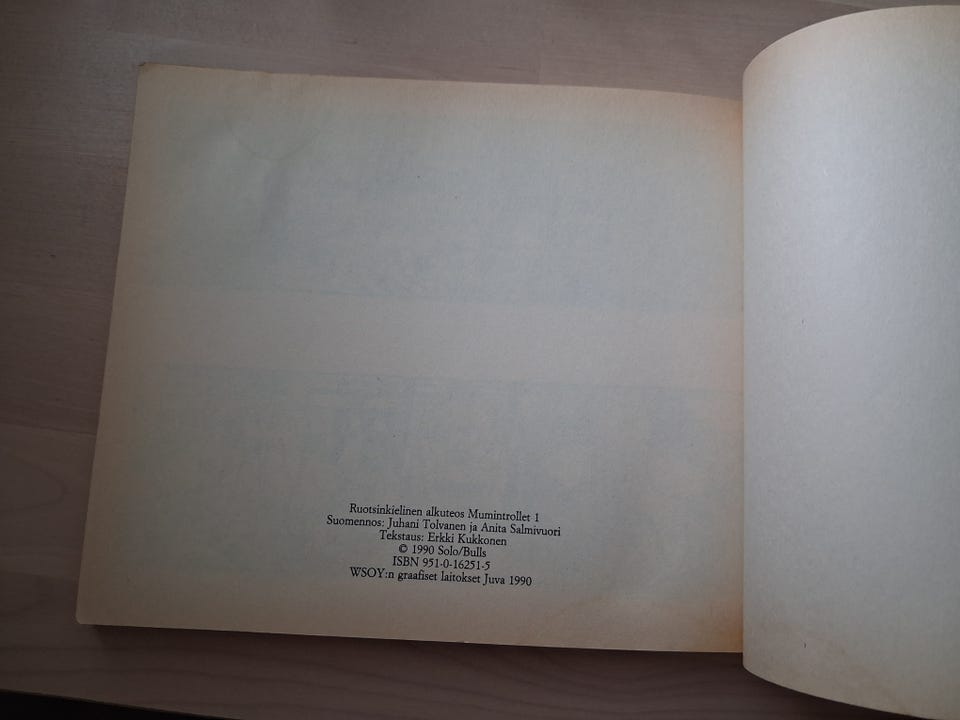 Ruotsinkielinen alkuteos Mumintrollet 1
Suomennos: Juhani Tolvanen ja Anita Salmivuori
Tekstaus: Erkki Kukkonen
© 1990 Solo/Bulls
ISBN 951-0-16251-5
WSOY:n graafiset laitokset Juva 1990